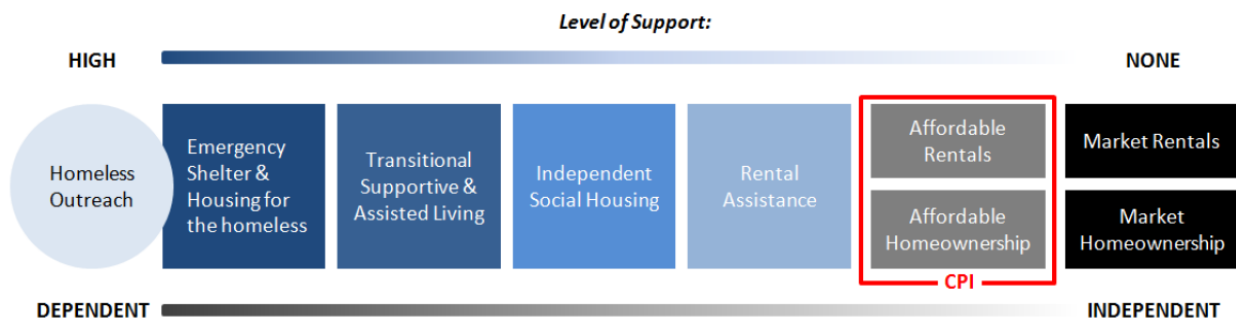 Level of Support:
HIGH
NONE
Homeless
Outreach
Emergency
Shelter &
Housing for
the homeless
Transitional
Supportive &
Assisted Living
Independent
Social Housing
Rental
Assistance
Affordable
Rentals
Affordable
Homeownership
CPI
Market Rentals
Market
Homeownership
DEPENDENT
INDEPENDENT